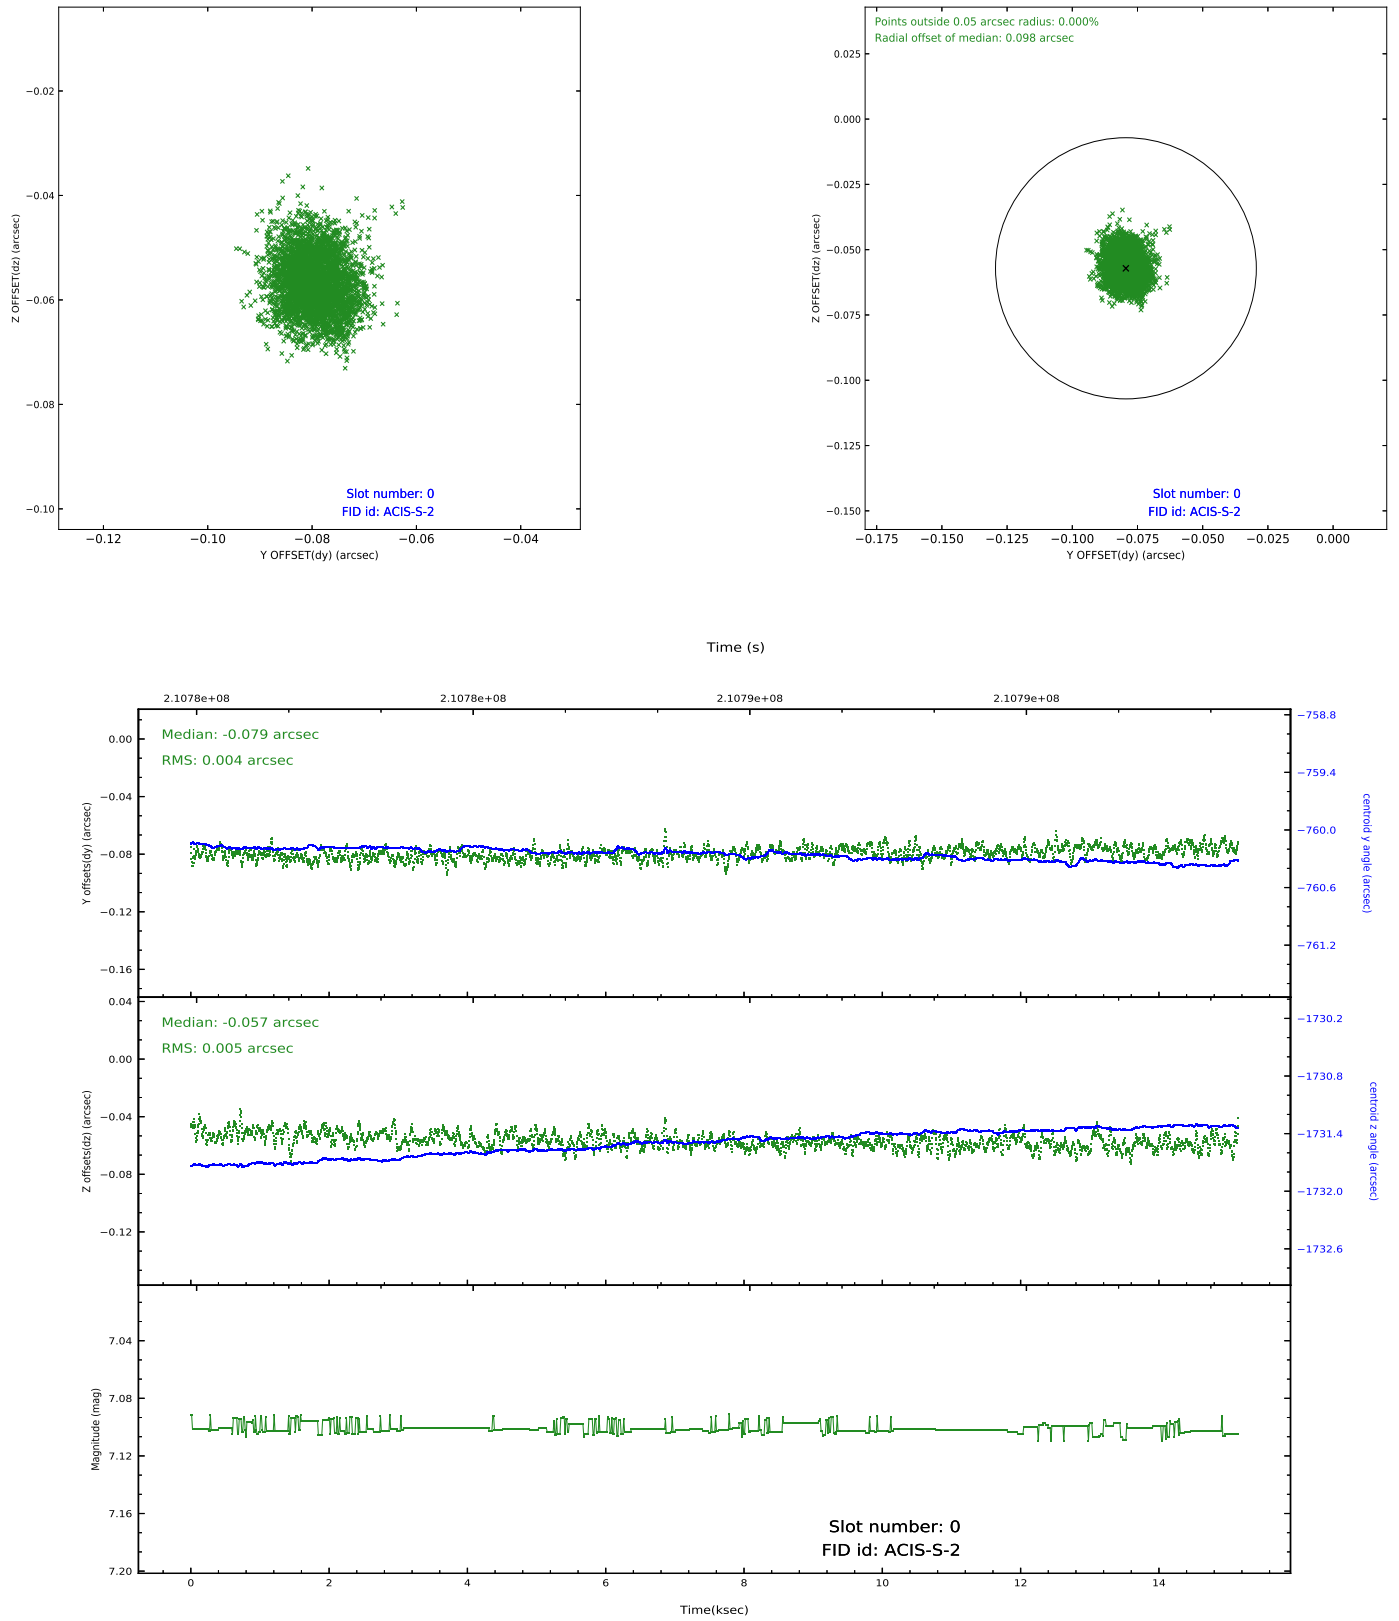 −0.02
−0.04
−0.06
−0.08
−0.10
Z OFFSET(dz) (arcsec)
Slot number: 0
FID id: ACIS-S-2
−0.12
−0.10
−0.08
−0.06
−0.04
Y OFFSET(dy) (arcsec)
Points outside 0.05 arcsec radius: 0.000%
Radial offset of median: 0.098 arcsec
0.025
0.000
−0.025
−0.050
−0.075
−0.100
−0.125
−0.150
Z OFFSET(dz) (arcsec)
Slot number: 0
FID id: ACIS-S-2
−0.175
−0.150
−0.125
−0.100
−0.075
−0.050
−0.025
0.000
Y OFFSET(dy) (arcsec)
Time (s)
2.1078e+08
2.1078e+08
2.1079e+08
2.1079e+08
Median: -0.079 arcsec
RMS: 0.004 arcsec
0.00
−0.04
−0.08
−0.12
−0.16
Y offsets(dy) (arcsec)
−758.8
−759.4
−760.0
−760.6
−761.2
centroid y angle (arcsec)
Median: -0.057 arcsec
RMS: 0.005 arcsec
0.04
0.00
−0.04
−0.08
−0.12
Z offsets(dz) (arcsec)
−1730.2
−1730.8
−1731.4
−1732.0
−1732.6
centroid z angle (arcsec)
7.04
7.08
7.12
7.16
7.20
Magnitude (mag)
Slot number: 0
FID id: ACIS-S-2
0
2
4
6
8
10
12
14
Time(ksec)